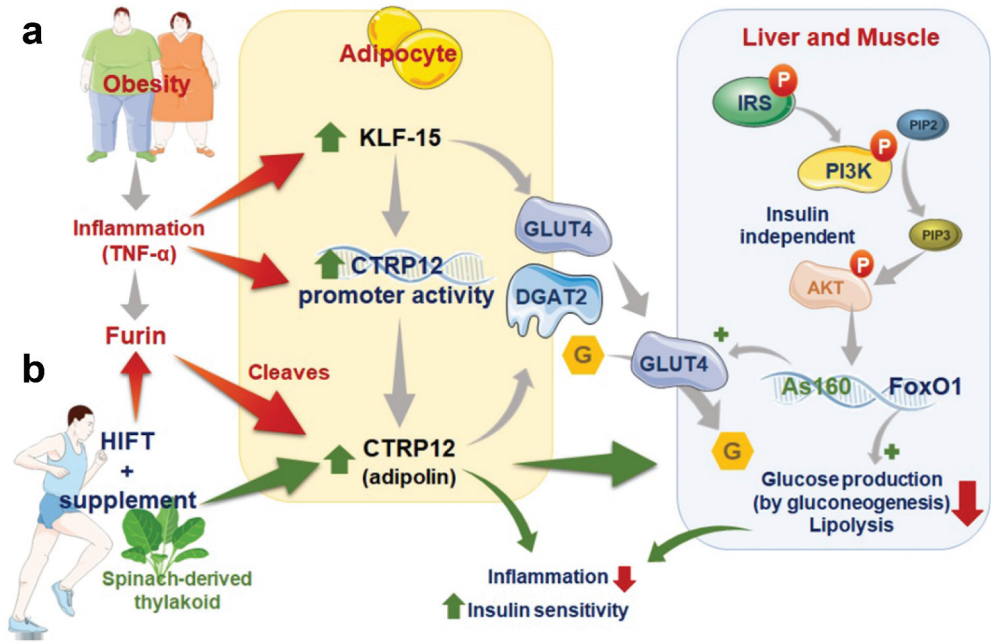 a
Obesity
Inflammation
(TNF-α)
Furin
b
HIFT
+
supplement
Spinach-derived
thylakoid
Cleaves
Adipocyte
KLF-15
CTRP12
promoter activity
CTRP12
(adipolin)
GLUT4
DGAT2
G
GLUT4
G
Liver and Muscle
IRS
P
PI3K
P
PIP2
PIP3
Insulin
independent
AKT
P
+
As160
FoxO1
+
Glucose production
(by gluconeogenesis)
Lipolysis
Inflammation
Insulin sensitivity